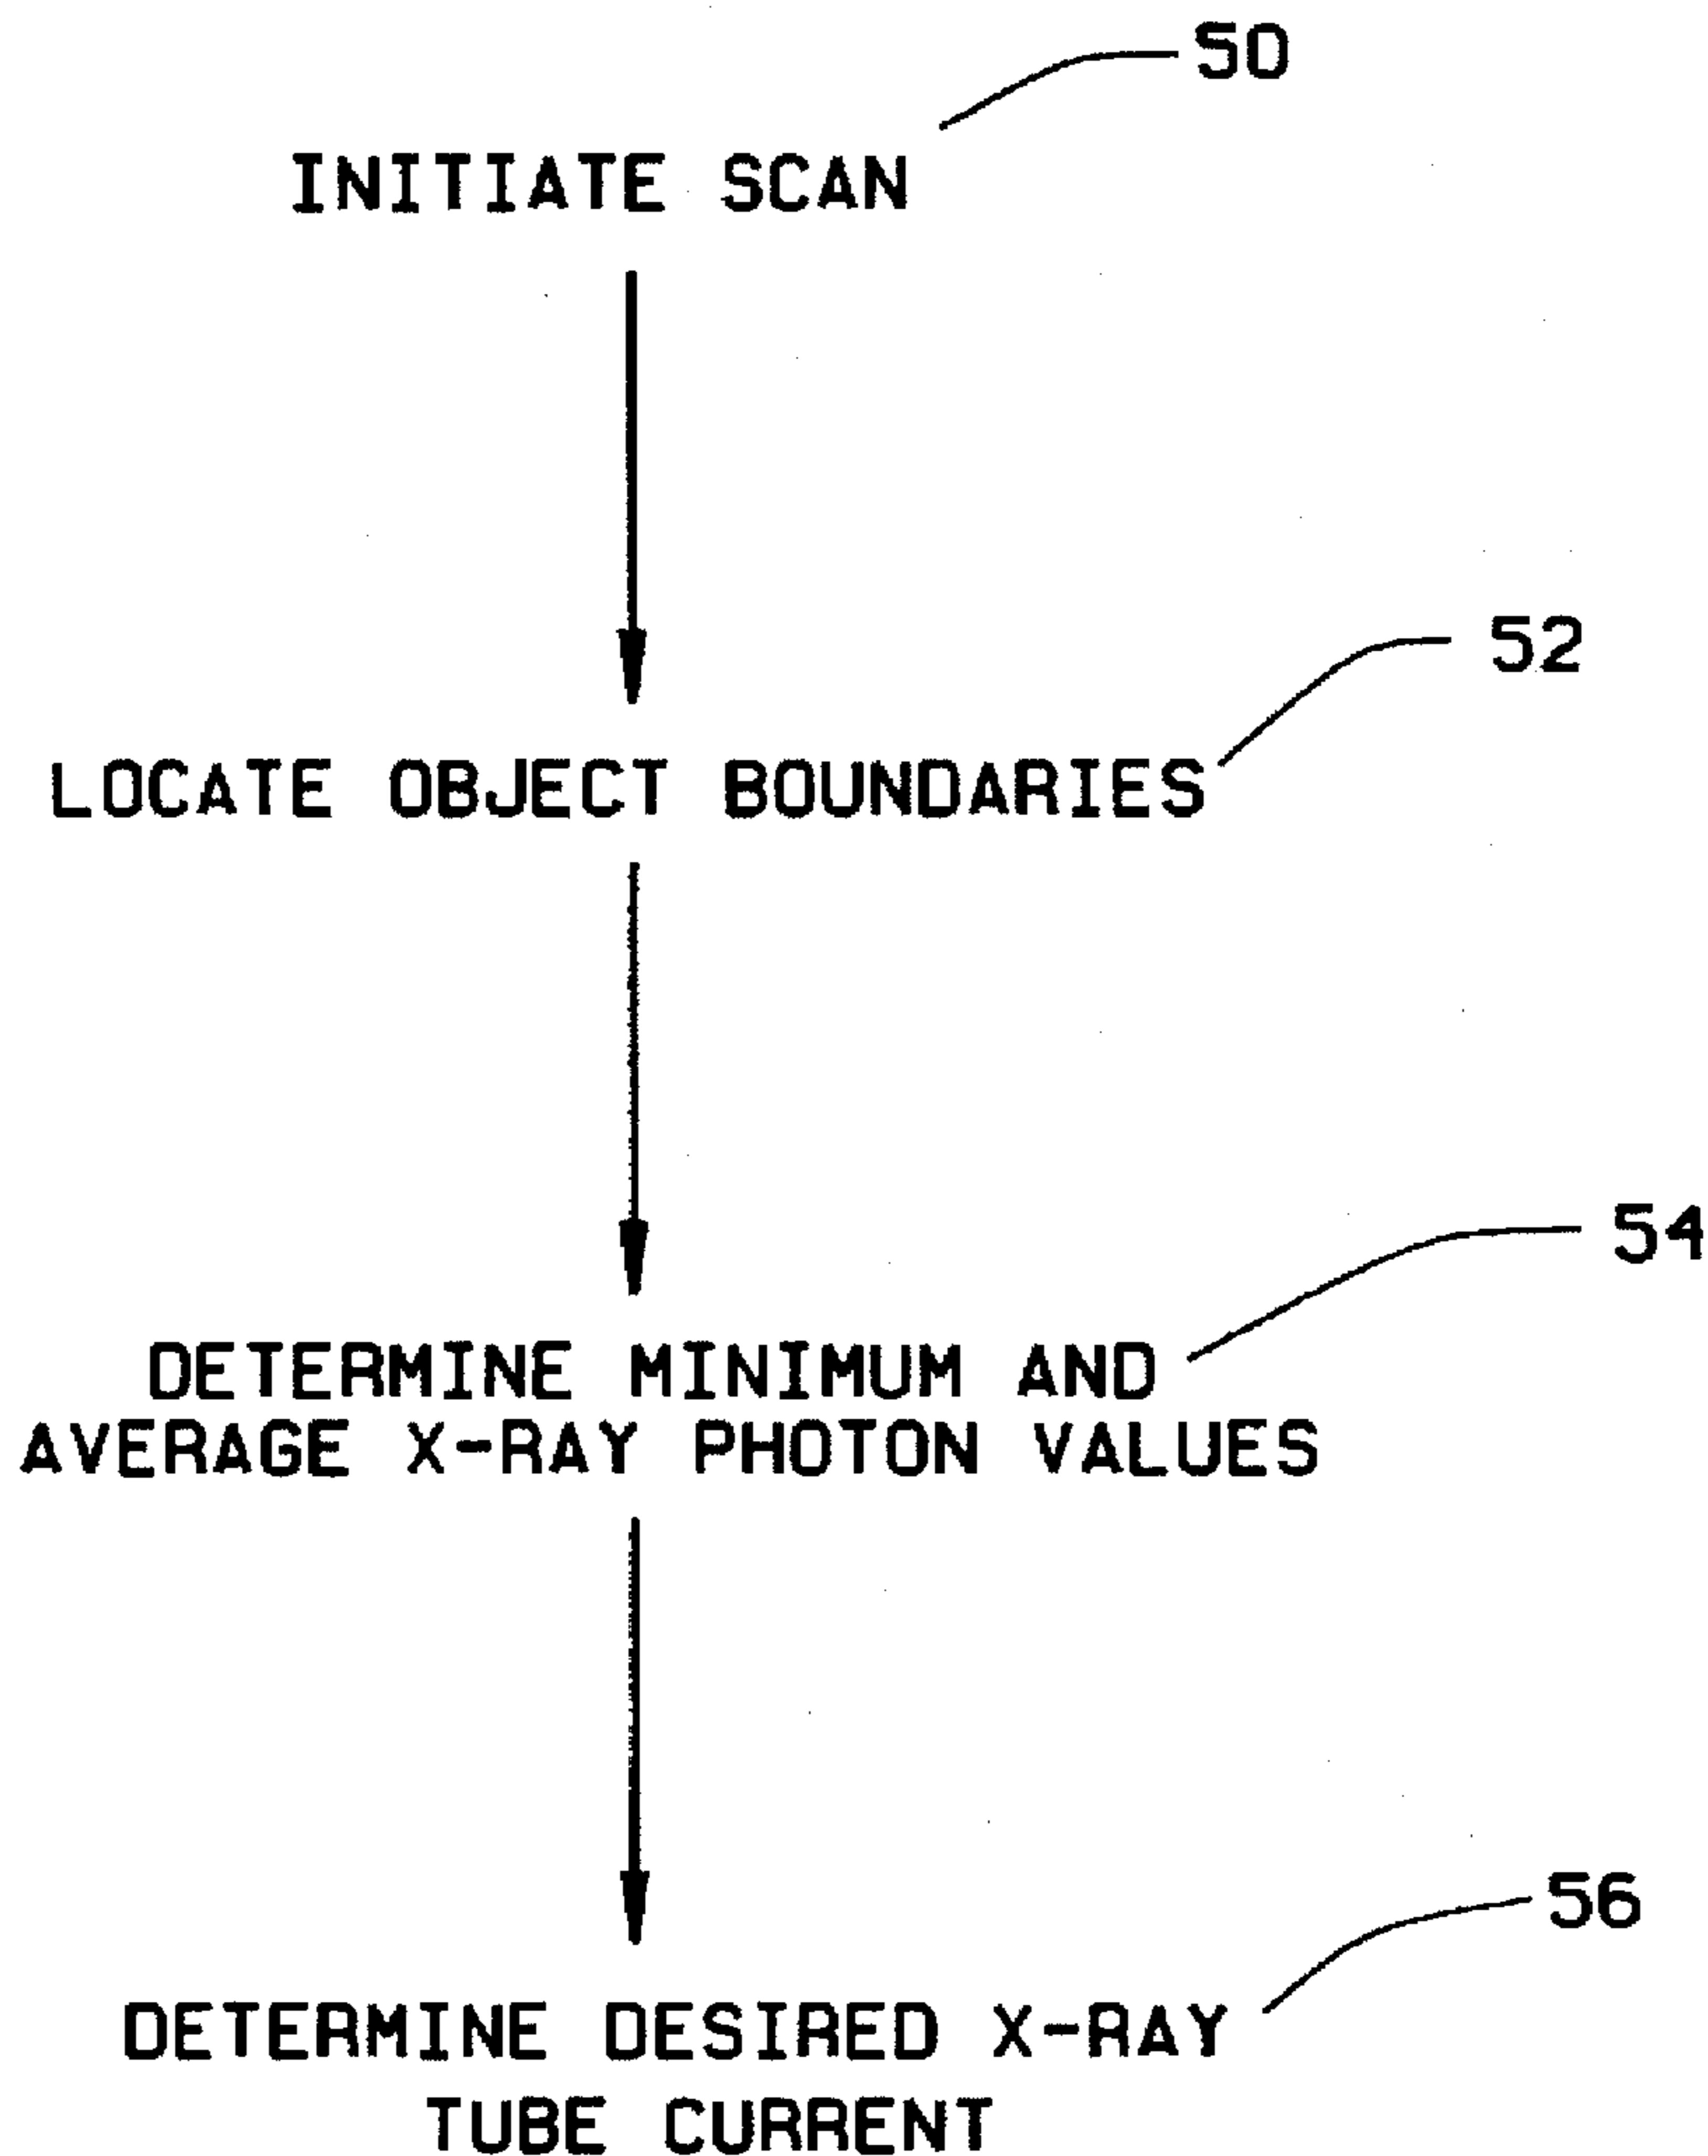 50
INITIATE SCAN
52
LOCATE OBJECT BOUNDARIES
54
DETERMINE MINIMUM AND
AVERAGE X-RAY PHOTON VALUES
56
DETERMINE DESIRED X-RAY
TUBE CURRENT